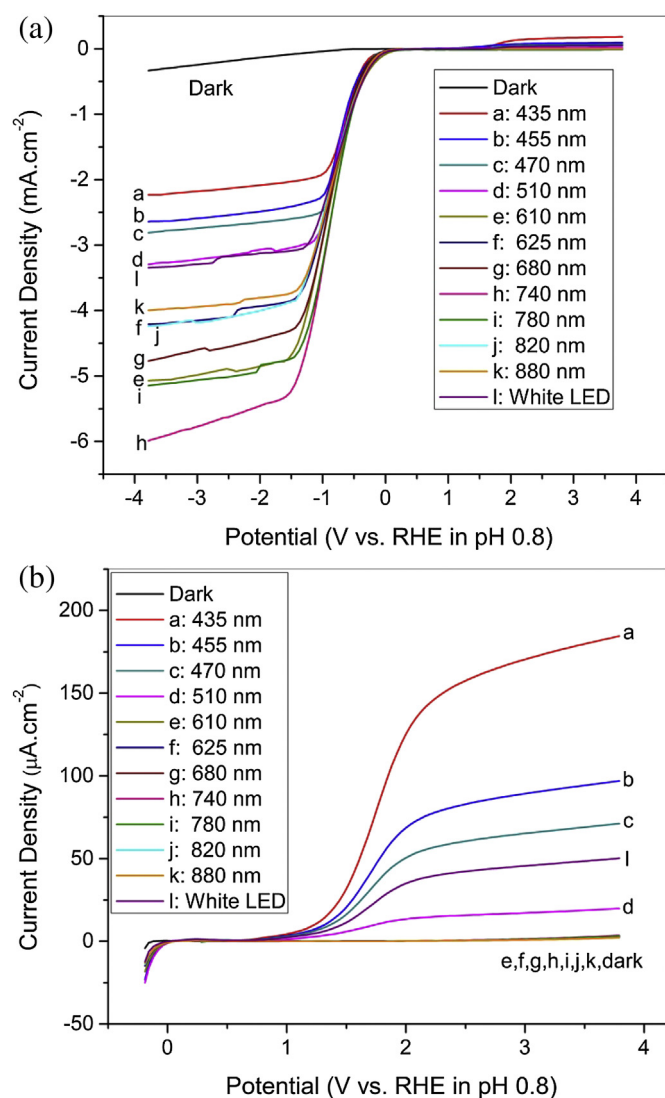 (a)
0
-1
-2
-3
-4
-5
-6
Current Density (mA.cm-2)
Dark
a
b
c
d
l
k
f
j
g
e
i
h
Dark
a: 435 nm
b: 455 nm
c: 470 nm
d: 510 nm
e: 610 nm
f: 625 nm
g: 680 nm
h: 740 nm
i: 780 nm
j: 820 nm
k: 880 nm
l: White LED
-4 -3 -2 -1 0 1 2 3 4
Potential (V vs. RHE in pH 0.8)
(b)
200
150
100
50
0
-50
Current Density (μA.cm-2)
Dark
a: 435 nm
b: 455 nm
c: 470 nm
d: 510 nm
e: 610 nm
f: 625 nm
g: 680 nm
h: 740 nm
i: 780 nm
j: 820 nm
k: 880 nm
l: White LED
a
b
c
l
d
e,f,g,h,i,j,k,dark
0 1 2 3 4
Potential (V vs. RHE in pH 0.8)